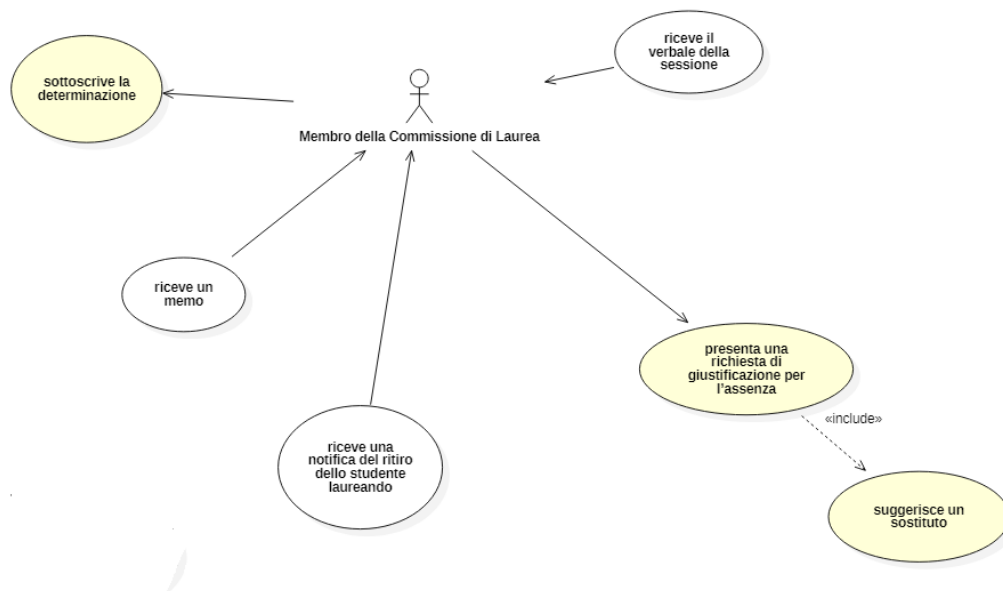 riceve il
verbale della
sessione
sottoscrive la
determinazione
Membro della Commissione di Laurea
riceve un
memo
presenta una
richiesta di
giustificazione per
l'assenza
«include»
riceve una
notifica del ritiro
dello studente
laureando
suggerisce un
sostituto